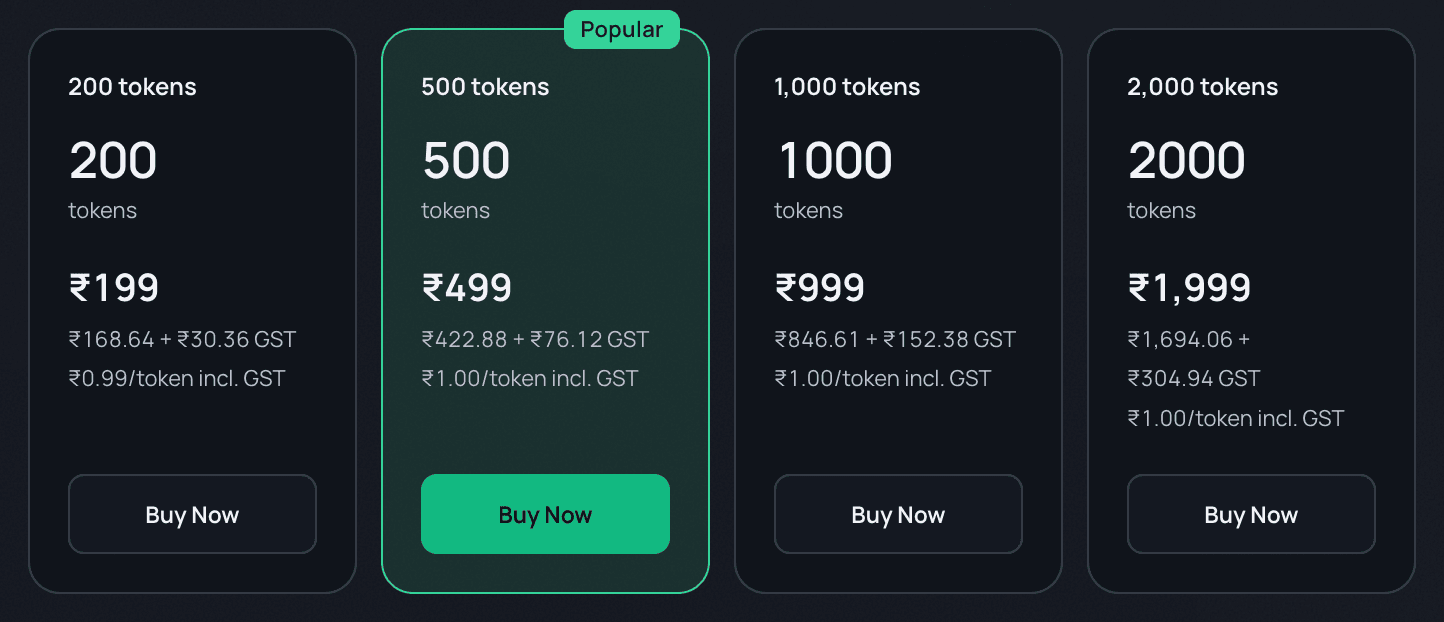 Popular
200 tokens
200
tokens
₹199
₹168.64 + ₹30.36 GST
₹0.99/token incl. GST
Buy Now
500 tokens
500
tokens
₹499
₹422.88 + ₹76.12 GST
₹1.00/token incl. GST
Buy Now
1,000 tokens
1000
tokens
₹999
₹846.61 + ₹152.38 GST
₹1.00/token incl. GST
Buy Now
2,000 tokens
2000
tokens
₹1,999
₹1,694.06 +
₹304.94 GST
₹1.00/token incl. GST
Buy Now